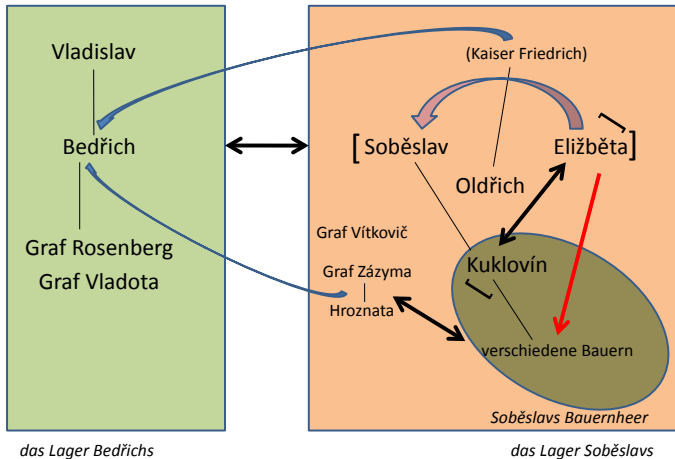 Vladislav
Bedřich
Graf Rosenberg
Graf Vladota
(Kaiser Friedrich)
[ Soběslav
Eližběta ]
Oldřich
Graf Vítkovič
Graf Zázyma
Hroznata
Kuklovín
verschiedene Bauern
Soběslavs Bauernheer
das Lager Bedřichs
das Lager Soběslavs